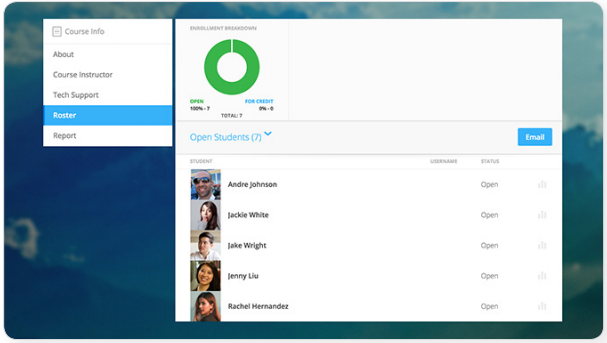 Course Info
About
Course Instructor
Tech Support
Roster
Report
ENROLLMENT BREAKDOWN
OPEN FOR CREDIT
100% - 7 0% - 0
TOTAL: 7
Open Students (7)
Email
STUDENT USERNAME STATUS
Andre Johnson Open
Jackie White Open
Jake Wright Open
Jenny Liu Open
Rachel Hernandez Open